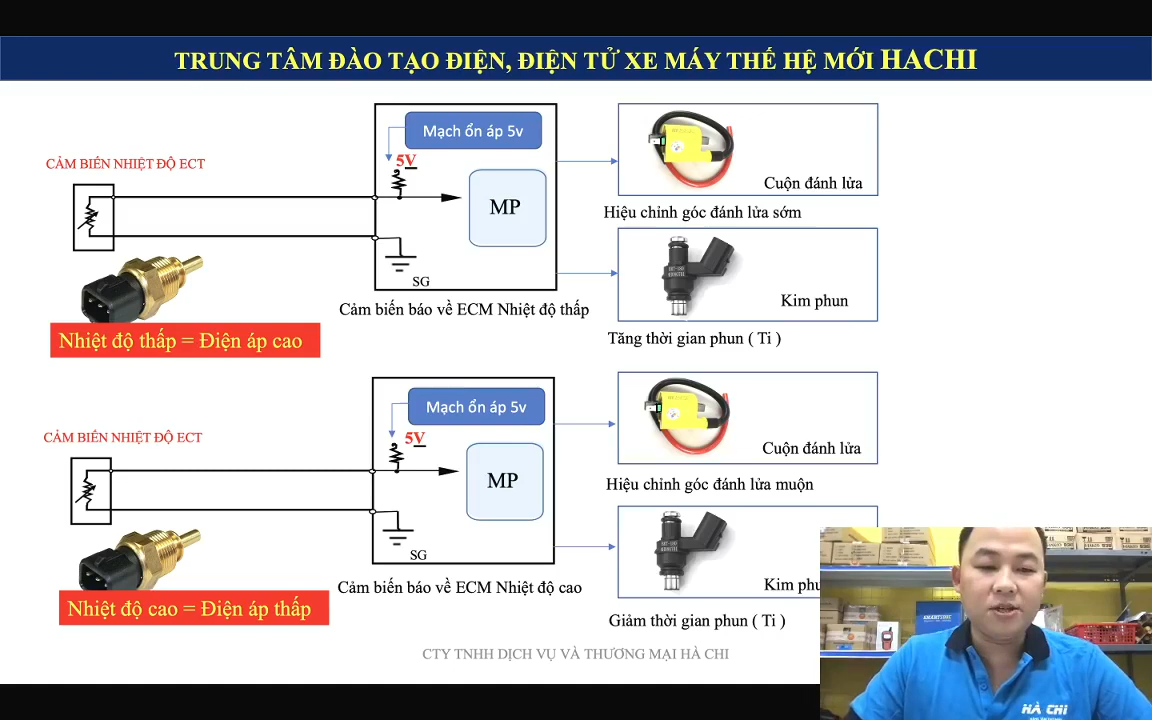 TRUNG TÂM ĐÀO TẠO ĐIỆN, ĐIỆN TỬ XE MÁY THẾ HỆ MỚI HACHI
CẢM BIẾN NHIỆT ĐỘ ECT
Mạch ổn áp 5v
5V
MP
SG
Nhiệt độ thấp = Điện áp cao
Cảm biến báo về ECM Nhiệt độ thấp
Cuộn đánh lửa
Hiệu chỉnh góc đánh lửa sớm
Kim phun
Tăng thời gian phun ( Ti )
CẢM BIẾN NHIỆT ĐỘ ECT
Mạch ổn áp 5v
5V
MP
SG
Nhiệt độ cao = Điện áp thấp
Cảm biến báo về ECM Nhiệt độ cao
Cuộn đánh lửa
Hiệu chỉnh góc đánh lửa muộn
Kim phu
Giảm thời gian phun ( Ti )
CTY TNHH DỊCH VỤ VÀ THƯƠNG MẠI HÀ CHI
HÀ CHI